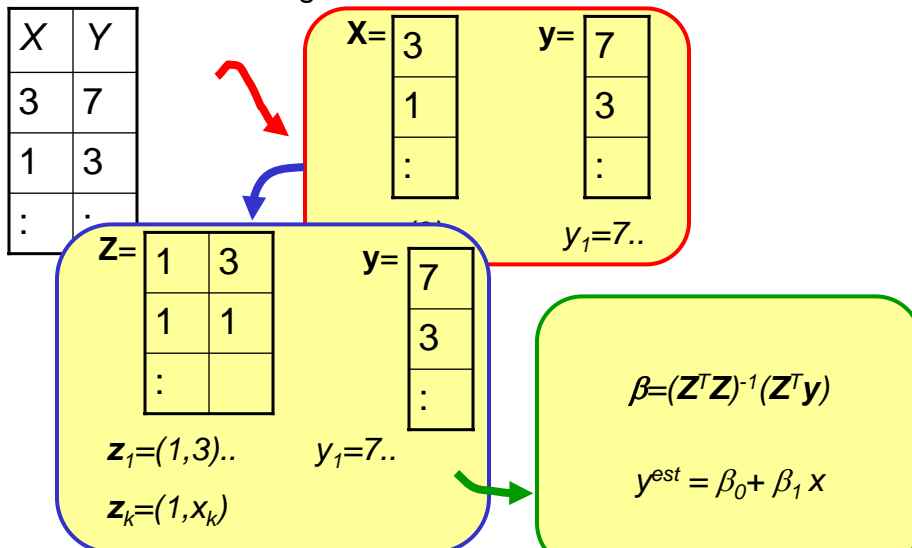 X Y
3 7
1 3
: :
X= 3
1
:
y= 7
3
:
y₁=7..
Z= 1 3
1 1
:
y= 7
3
:
z₁=(1,3).. y₁=7..
zₖ=(1,xₖ)
β=(ZᵀZ)⁻¹(Zᵀy)
yᵉˢᵗ = β₀+ β₁ x